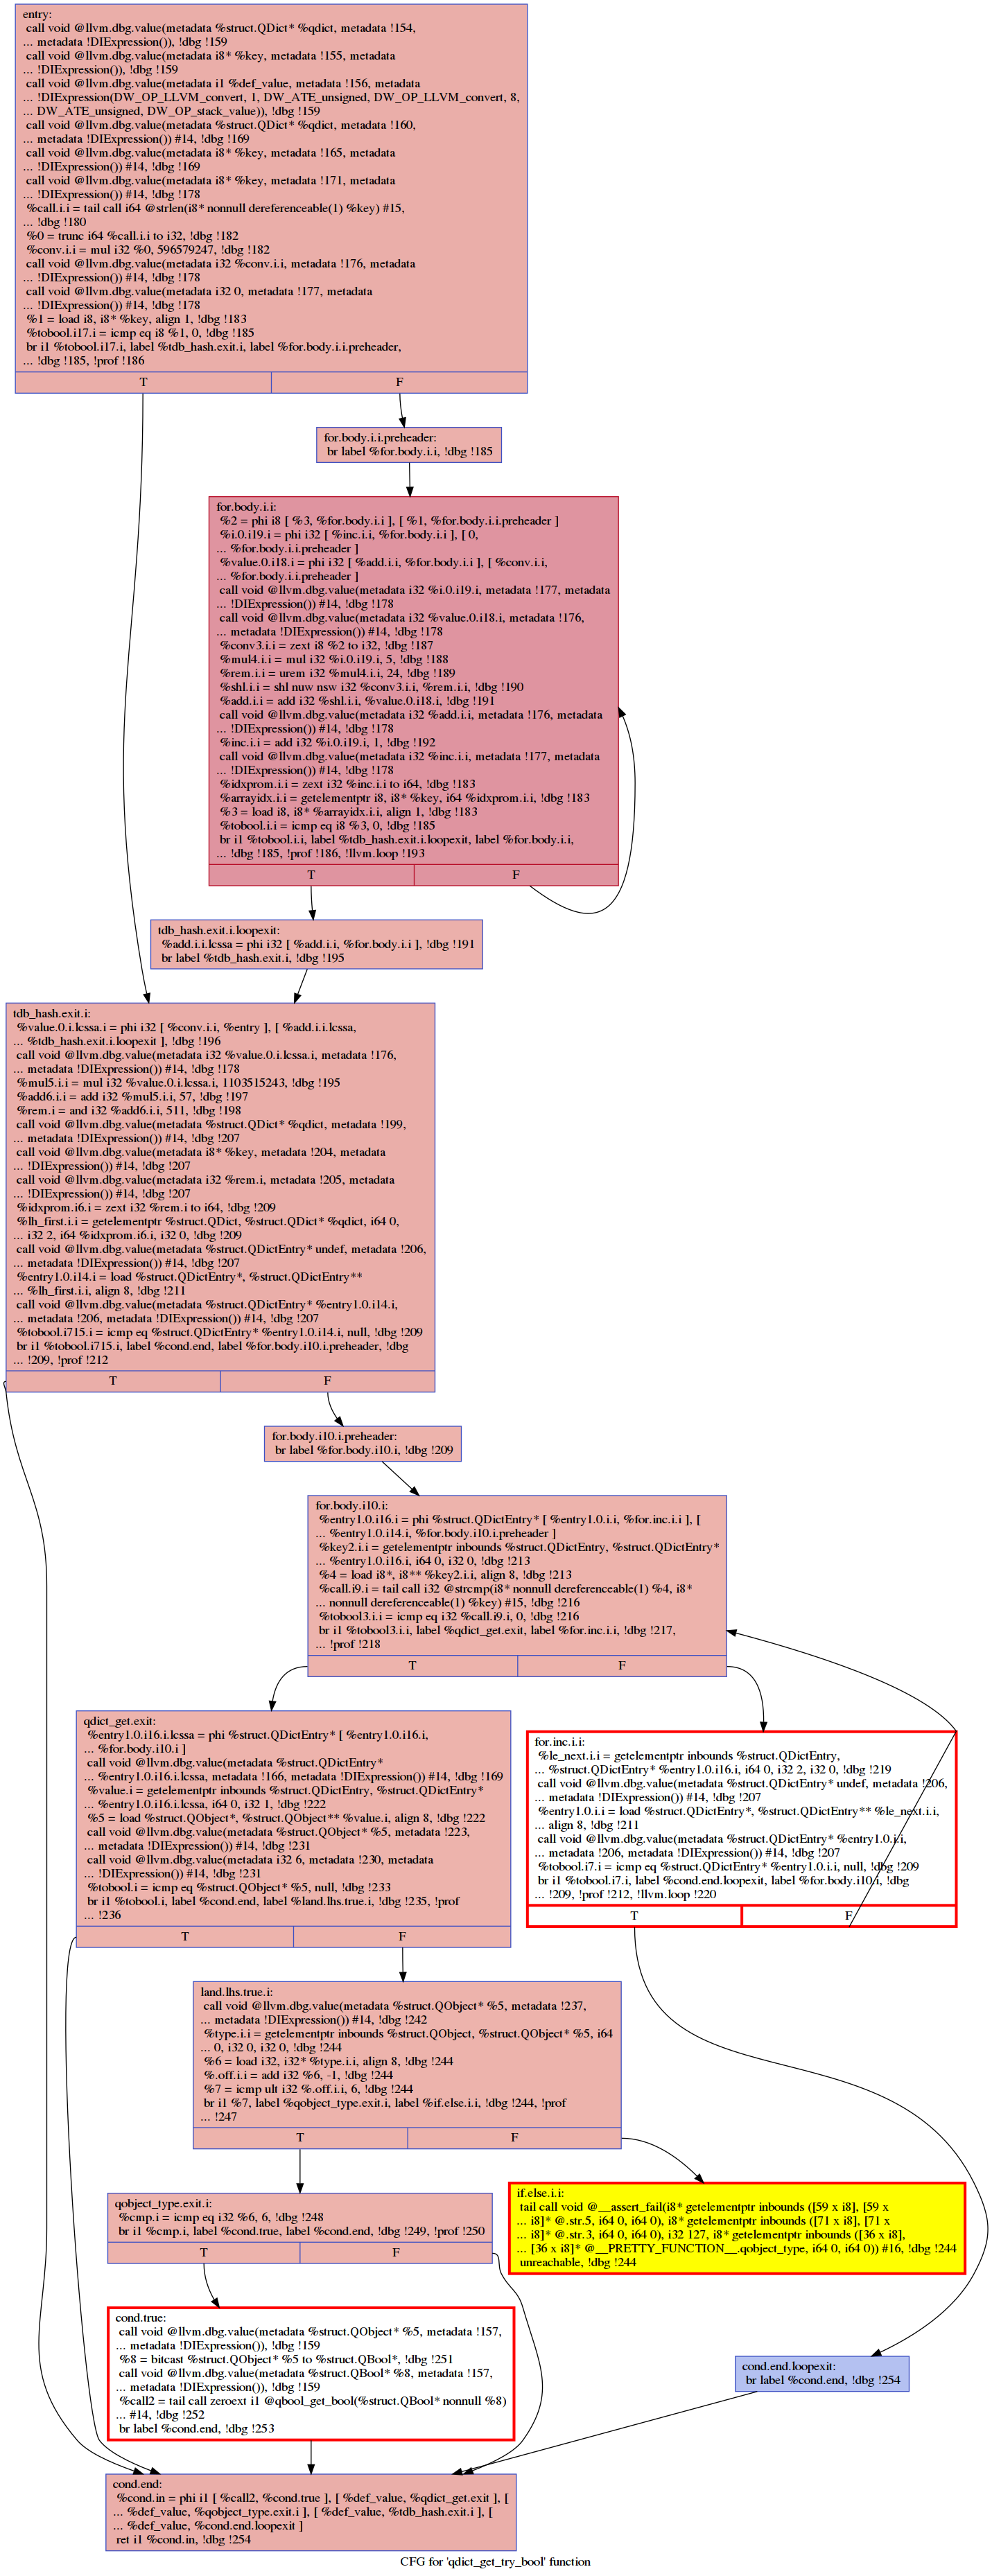 entry:
call void @llvm.dbg.value(metadata %struct.QDict* %qdict, metadata !154,
... metadata !DIExpression()), !dbg !159
call void @llvm.dbg.value(metadata i8* %key, metadata !155, metadata
... !DIExpression()), !dbg !159
call void @llvm.dbg.value(metadata i1 %def_value, metadata !156, metadata
... !DIExpression(DW_OP_LLVM_convert, 1, DW_ATE_unsigned, DW_OP_LLVM_convert, 8,
... DW_ATE_unsigned, DW_OP_stack_value)), !dbg !159
call void @llvm.dbg.value(metadata %struct.QDict* %qdict, metadata !160,
... metadata !DIExpression()) #14, !dbg !169
call void @llvm.dbg.value(metadata i8* %key, metadata !165, metadata
... !DIExpression()) #14, !dbg !169
call void @llvm.dbg.value(metadata i8* %key, metadata !171, metadata
... !DIExpression()) #14, !dbg !178
%call.i.i = tail call i64 @strlen(i8* nonnull dereferenceable(1) %key) #15,
... !dbg !180
%0 = trunc i64 %call.i.i to i32, !dbg !182
%conv.i.i = mul i32 %0, 596579247, !dbg !182
call void @llvm.dbg.value(metadata i32 %conv.i.i, metadata !176, metadata
... !DIExpression()) #14, !dbg !178
call void @llvm.dbg.value(metadata i32 0, metadata !177, metadata
... !DIExpression()) #14, !dbg !178
%1 = load i8, i8* %key, align 1, !dbg !183
%tobool.i17.i = icmp eq i8 %1, 0, !dbg !185
br i1 %tobool.i17.i, label %tdb_hash.exit.i, label %for.body.i.i.preheader,
... !dbg !185, !prof !186
T F
for.body.i.i.preheader:
br label %for.body.i.i, !dbg !185
for.body.i.i:
%2 = phi i8 [ %3, %for.body.i.i ], [ %1, %for.body.i.i.preheader ]
%i.0.i19.i = phi i32 [ %inc.i.i, %for.body.i.i ], [ 0,
... %for.body.i.i.preheader ]
%value.0.i18.i = phi i32 [ %add.i.i, %for.body.i.i ], [ %conv.i.i,
... %for.body.i.i.preheader ]
call void @llvm.dbg.value(metadata i32 %i.0.i19.i, metadata !177, metadata
... !DIExpression()) #14, !dbg !178
call void @llvm.dbg.value(metadata i32 %value.0.i18.i, metadata !176,
... metadata !DIExpression()) #14, !dbg !178
%conv3.i.i = zext i8 %2 to i32, !dbg !187
%mul4.i.i = mul i32 %i.0.i19.i, 5, !dbg !188
%rem.i.i = urem i32 %mul4.i.i, 24, !dbg !189
%shl.i.i = shl nuw nsw i32 %conv3.i.i, %rem.i.i, !dbg !190
%add.i.i = add i32 %shl.i.i, %value.0.i18.i, !dbg !191
call void @llvm.dbg.value(metadata i32 %add.i.i, metadata !176, metadata
... !DIExpression()) #14, !dbg !178
%inc.i.i = add i32 %i.0.i19.i, 1, !dbg !192
call void @llvm.dbg.value(metadata i32 %inc.i.i, metadata !177, metadata
... !DIExpression()) #14, !dbg !178
%idxprom.i.i = zext i32 %inc.i.i to i64, !dbg !183
%arrayidx.i.i = getelementptr i8, i8* %key, i64 %idxprom.i.i, !dbg !183
%3 = load i8, i8* %arrayidx.i.i, align 1, !dbg !183
%tobool.i.i = icmp eq i8 %3, 0, !dbg !185
br i1 %tobool.i.i, label %tdb_hash.exit.i.loopexit, label %for.body.i.i,
... !dbg !185, !prof !186, !llvm.loop !193
T F
tdb_hash.exit.i.loopexit:
%add.i.i.lcssa = phi i32 [ %add.i.i, %for.body.i.i ], !dbg !191
br label %tdb_hash.exit.i, !dbg !195
tdb_hash.exit.i:
%value.0.i.lcssa.i = phi i32 [ %conv.i.i, %entry ], [ %add.i.i.lcssa,
... %tdb_hash.exit.i.loopexit ], !dbg !196
call void @llvm.dbg.value(metadata i32 %value.0.i.lcssa.i, metadata !176,
... metadata !DIExpression()) #14, !dbg !178
%mul5.i.i = mul i32 %value.0.i.lcssa.i, 1103515243, !dbg !195
%add6.i.i = add i32 %mul5.i.i, 57, !dbg !197
%rem.i = and i32 %add6.i.i, 511, !dbg !198
call void @llvm.dbg.value(metadata %struct.QDict* %qdict, metadata !199,
... metadata !DIExpression()) #14, !dbg !207
call void @llvm.dbg.value(metadata i8* %key, metadata !204, metadata
... !DIExpression()) #14, !dbg !207
call void @llvm.dbg.value(metadata i32 %rem.i, metadata !205, metadata
... !DIExpression()) #14, !dbg !207
%idxprom.i6.i = zext i32 %rem.i to i64, !dbg !209
%lh_first.i.i = getelementptr %struct.QDict, %struct.QDict* %qdict, i64 0,
... i32 2, i64 %idxprom.i6.i, i32 0, !dbg !209
call void @llvm.dbg.value(metadata %struct.QDictEntry* undef, metadata !206,
... metadata !DIExpression()) #14, !dbg !207
%entry1.0.i14.i = load %struct.QDictEntry*, %struct.QDictEntry**
... %lh_first.i.i, align 8, !dbg !211
call void @llvm.dbg.value(metadata %struct.QDictEntry* %entry1.0.i14.i,
... metadata !206, metadata !DIExpression()) #14, !dbg !207
%tobool.i715.i = icmp eq %struct.QDictEntry* %entry1.0.i14.i, null, !dbg !209
br i1 %tobool.i715.i, label %cond.end, label %for.body.i10.i.preheader, !dbg
... !209, !prof !212
T F
for.body.i10.i.preheader:
br label %for.body.i10.i, !dbg !209
for.body.i10.i:
%entry1.0.i16.i = phi %struct.QDictEntry* [ %entry1.0.i.i, %for.inc.i.i ], [
... %entry1.0.i14.i, %for.body.i10.i.preheader ]
%key2.i.i = getelementptr inbounds %struct.QDictEntry, %struct.QDictEntry*
... %entry1.0.i16.i, i64 0, i32 0, !dbg !213
%4 = load i8*, i8** %key2.i.i, align 8, !dbg !213
%call.i9.i = tail call i32 @strcmp(i8* nonnull dereferenceable(1) %4, i8*
... nonnull dereferenceable(1) %key) #15, !dbg !216
%tobool3.i.i = icmp eq i32 %call.i9.i, 0, !dbg !216
br i1 %tobool3.i.i, label %qdict_get.exit, label %for.inc.i.i, !dbg !217,
... !prof !218
T F
qdict_get.exit:
%entry1.0.i16.i.lcssa = phi %struct.QDictEntry* [ %entry1.0.i16.i,
... %for.body.i10.i ]
call void @llvm.dbg.value(metadata %struct.QDictEntry*
... %entry1.0.i16.i.lcssa, metadata !166, metadata !DIExpression()) #14, !dbg !169
%value.i = getelementptr inbounds %struct.QDictEntry, %struct.QDictEntry*
... %entry1.0.i16.i.lcssa, i64 0, i32 1, !dbg !222
%5 = load %struct.QObject*, %struct.QObject** %value.i, align 8, !dbg !222
call void @llvm.dbg.value(metadata %struct.QObject* %5, metadata !223,
... metadata !DIExpression()) #14, !dbg !231
call void @llvm.dbg.value(metadata i32 6, metadata !230, metadata
... !DIExpression()) #14, !dbg !231
%tobool.i = icmp eq %struct.QObject* %5, null, !dbg !233
br i1 %tobool.i, label %cond.end, label %land.lhs.true.i, !dbg !235, !prof
... !236
T F
for.inc.i.i:
%le_next.i.i = getelementptr inbounds %struct.QDictEntry,
... %struct.QDictEntry* %entry1.0.i16.i, i64 0, i32 2, i32 0, !dbg !219
call void @llvm.dbg.value(metadata %struct.QDictEntry* undef, metadata !206,
... metadata !DIExpression()) #14, !dbg !207
%entry1.0.i.i = load %struct.QDictEntry*, %struct.QDictEntry** %le_next.i.i,
... align 8, !dbg !211
call void @llvm.dbg.value(metadata %struct.QDictEntry* %entry1.0.i.i,
... metadata !206, metadata !DIExpression()) #14, !dbg !207
%tobool.i7.i = icmp eq %struct.QDictEntry* %entry1.0.i.i, null, !dbg !209
br i1 %tobool.i7.i, label %cond.end.loopexit, label %for.body.i10.i, !dbg
... !209, !prof !212, !llvm.loop !220
T F
land.lhs.true.i:
call void @llvm.dbg.value(metadata %struct.QObject* %5, metadata !237,
... metadata !DIExpression()) #14, !dbg !242
%type.i.i = getelementptr inbounds %struct.QObject, %struct.QObject* %5, i64
... 0, i32 0, i32 0, !dbg !244
%6 = load i32, i32* %type.i.i, align 8, !dbg !244
%.off.i.i = add i32 %6, -1, !dbg !244
%7 = icmp ult i32 %.off.i.i, 6, !dbg !244
br i1 %7, label %qobject_type.exit.i, label %if.else.i.i, !dbg !244, !prof
... !247
T F
qobject_type.exit.i:
%cmp.i = icmp eq i32 %6, 6, !dbg !248
br i1 %cmp.i, label %cond.true, label %cond.end, !dbg !249, !prof !250
T F
if.else.i.i:
tail call void @__assert_fail(i8* getelementptr inbounds ([59 x i8], [59 x
... i8]* @.str.5, i64 0, i64 0), i8* getelementptr inbounds ([71 x i8], [71 x
... i8]* @.str.3, i64 0, i64 0), i32 127, i8* getelementptr inbounds ([36 x i8],
... [36 x i8]* @__PRETTY_FUNCTION__.qobject_type, i64 0, i64 0)) #16, !dbg !244
unreachable, !dbg !244
cond.true:
call void @llvm.dbg.value(metadata %struct.QObject* %5, metadata !157,
... metadata !DIExpression()), !dbg !159
%8 = bitcast %struct.QObject* %5 to %struct.QBool*, !dbg !251
call void @llvm.dbg.value(metadata %struct.QBool* %8, metadata !157,
... metadata !DIExpression()), !dbg !159
%call2 = tail call zeroext i1 @qbool_get_bool(%struct.QBool* nonnull %8)
... #14, !dbg !252
br label %cond.end, !dbg !253
cond.end.loopexit:
br label %cond.end, !dbg !254
cond.end:
%cond.in = phi i1 [ %call2, %cond.true ], [ %def_value, %qdict_get.exit ], [
... %def_value, %qobject_type.exit.i ], [ %def_value, %tdb_hash.exit.i ], [
... %def_value, %cond.end.loopexit ]
ret i1 %cond.in, !dbg !254
CFG for 'qdict_get_try_bool' function